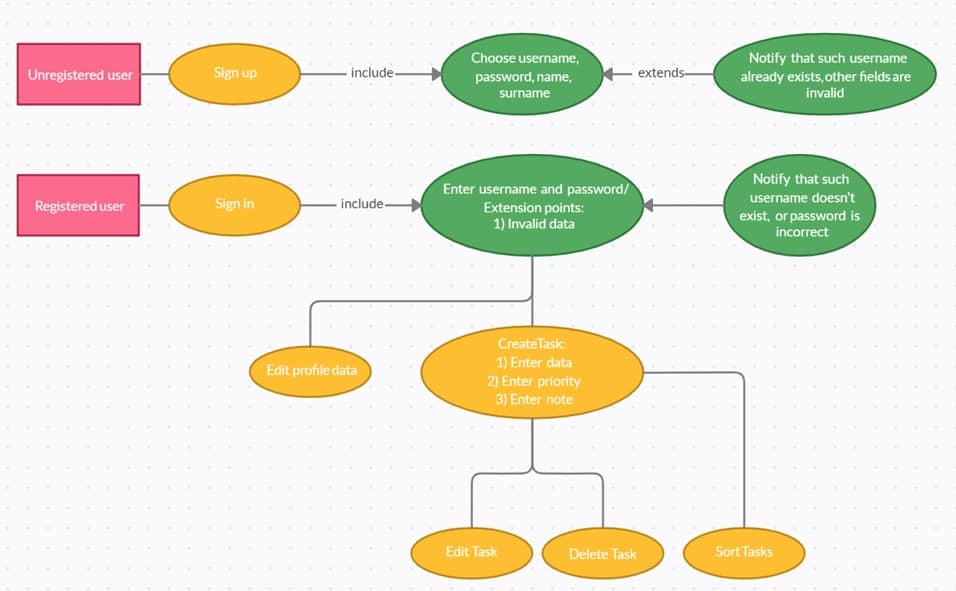 Unregistered user
Sign up
include
Choose username,
password, name,
surname
extends
Notify that such username
already exists, other fields are
invalid
Registered user
Sign in
include
Enter username and password/
Extension points:
1) Invalid data
Notify that such
username doesn't
exist, or password is
incorrect
Edit profile data
CreateTask:
1) Enter data
2) Enter priority
3) Enter note
Edit Task
Delete Task
Sort Tasks